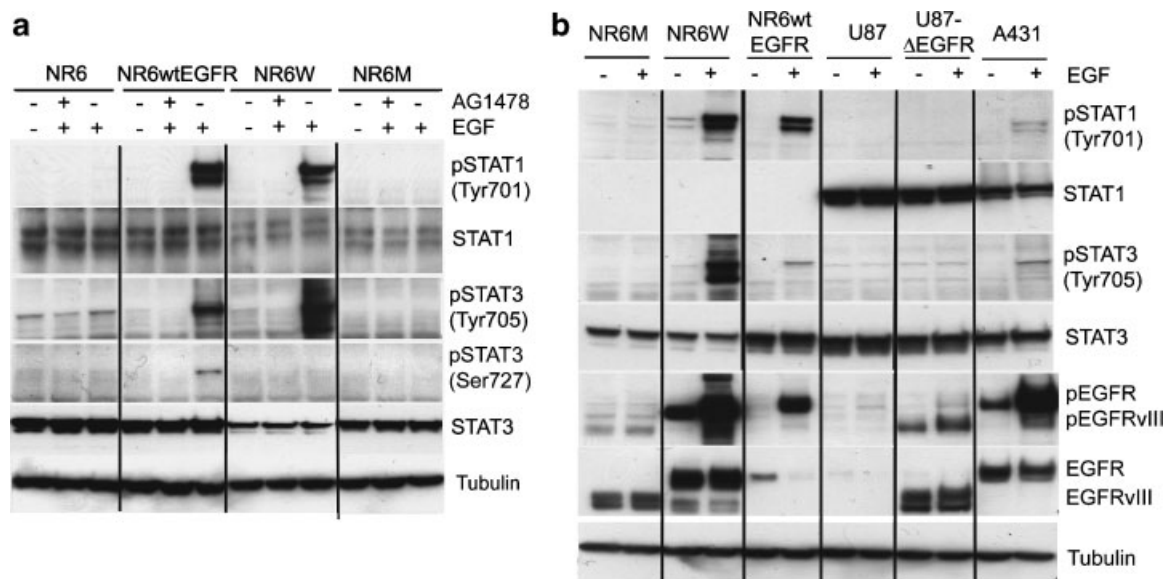 a
NR6 NR6wtEGFR NR6W NR6M
- + - - + - - + - - + - AG1478
- + + - + + - + + - + + EGF
pSTAT1
(Tyr701)
STAT1
pSTAT3
(Tyr705)
pSTAT3
(Ser727)
STAT3
Tubulin
b
NR6M NR6W NR6wt EGFR U87 U87-ΔEGFR A431
- + - + - + - + - + - + EGF
pSTAT1
(Tyr701)
STAT1
pSTAT3
(Tyr705)
STAT3
pEGFR
pEGFRvIII
EGFR
EGFRvIII
Tubulin